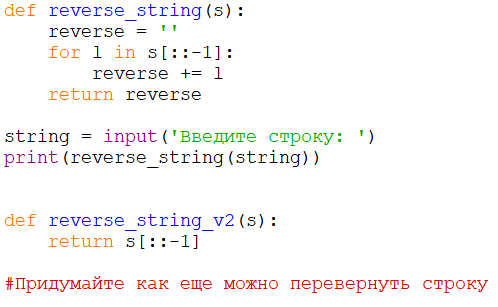 def reverse_string(s):
    reverse = ''
    for l in s[::-1]:
        reverse += l
    return reverse

string = input('Введите строку: ')
print(reverse_string(string))


def reverse_string_v2(s):
    return s[::-1]

#Придумайте как еще можно перевернуть строку